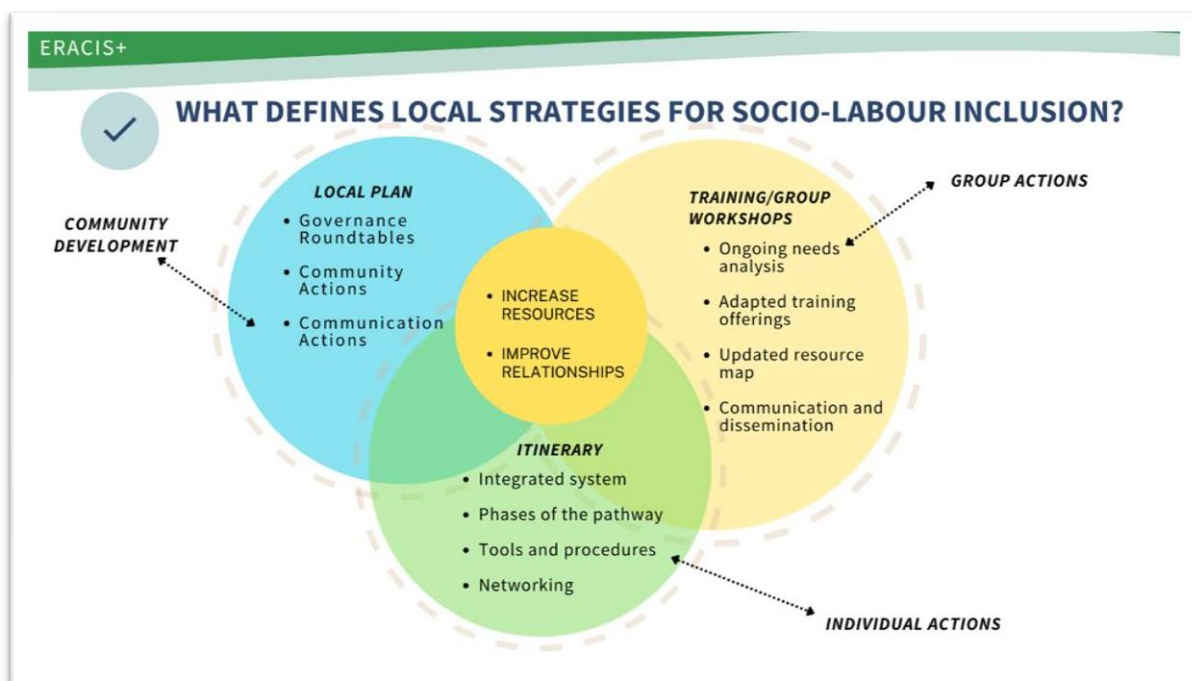 ERACIS+
WHAT DEFINES LOCAL STRATEGIES FOR SOCIO-LABOUR INCLUSION?
COMMUNITY
DEVELOPMENT
LOCAL PLAN
• Governance
Roundtables
• Community
Actions
• Communication
Actions
• INCREASE
RESOURCES
• IMPROVE
RELATIONSHIPS
TRAINING/GROUP
WORKSHOPS
• Ongoing needs
analysis
• Adapted training
offerings
• Updated resource
map
• Communication and
dissemination
GROUP ACTIONS
ITINERARY
• Integrated system
• Phases of the pathway
• Tools and procedures
• Networking
INDIVIDUAL ACTIONS